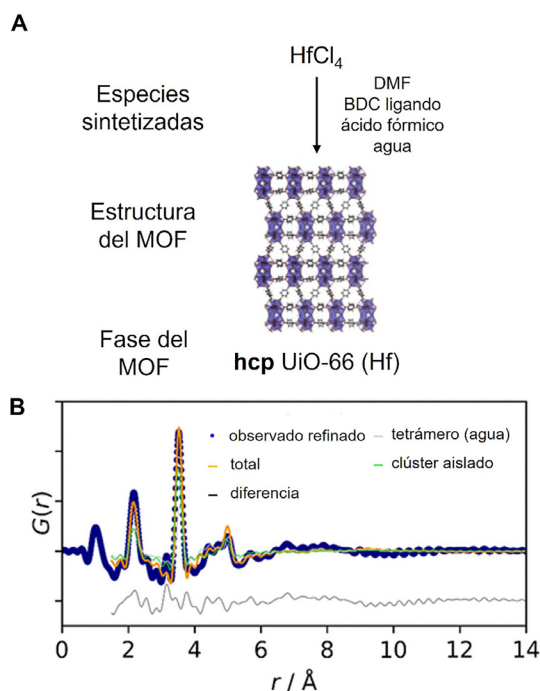 A
HfCl₄
DMF
BDC ligando
ácido fórmico
agua
Especies
sintetizadas
Estructura
del MOF
Fase del
MOF
hcp UiO-66 (Hf)
B
observado refinado
tetrámero (agua)
total
clúster aislado
diferencia
G(r)
0 2 4 6 8 10 12 14
r / Å